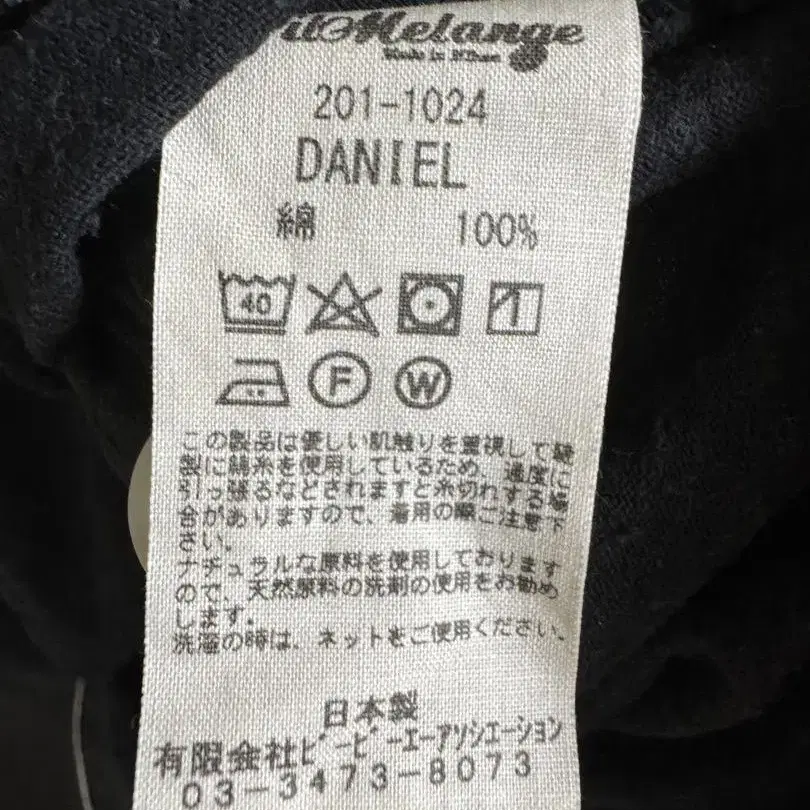 il Melange
201-1024
DANIEL
綿 100%
40
1
F W
この製品は優しい肌触りを重視して縫
製に綿糸を使用しているため、過度に
引っ張るなどされますと糸切れする場
合がありますので、着用の際ご注意下
さい。
ナチュラルな原料を使用しております
ので、天然原料の洗剤の使用をお勧め
します。
洗濯の時は、ネットをご使用ください。
日本製
有限会社ビービーエーアソシエーション
03-3473-8073